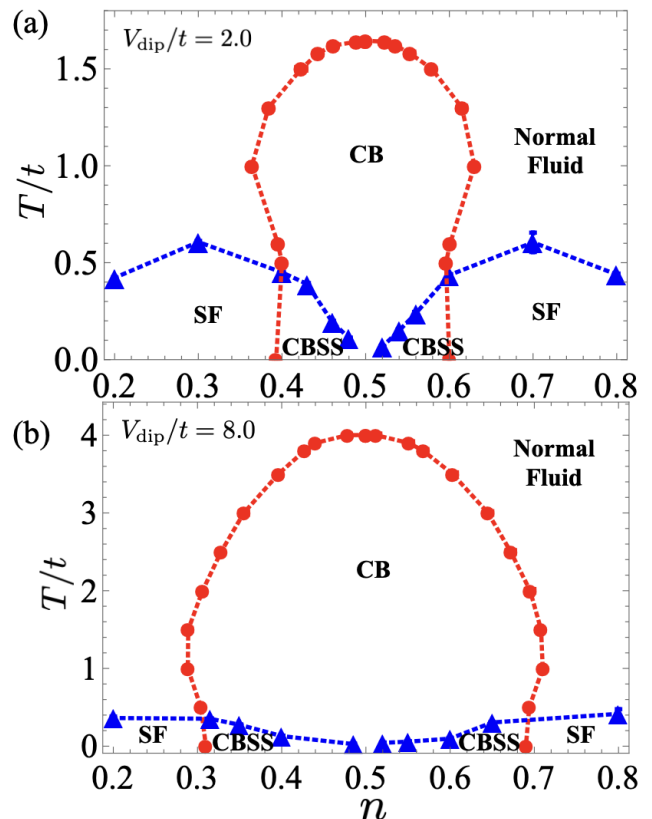 (a)
V_dip/t = 2.0
1.5
CB
Normal
Fluid
1.0
T/t
0.5
SF
SF
CBSS
CBSS
0.0
0.2 0.3 0.4 0.5 0.6 0.7 0.8
(b)
V_dip/t = 8.0
4
Normal
Fluid
3
CB
T/t
2
1
SF
CBSS
CBSS
SF
0
0.2 0.3 0.4 0.5 0.6 0.7 0.8
n